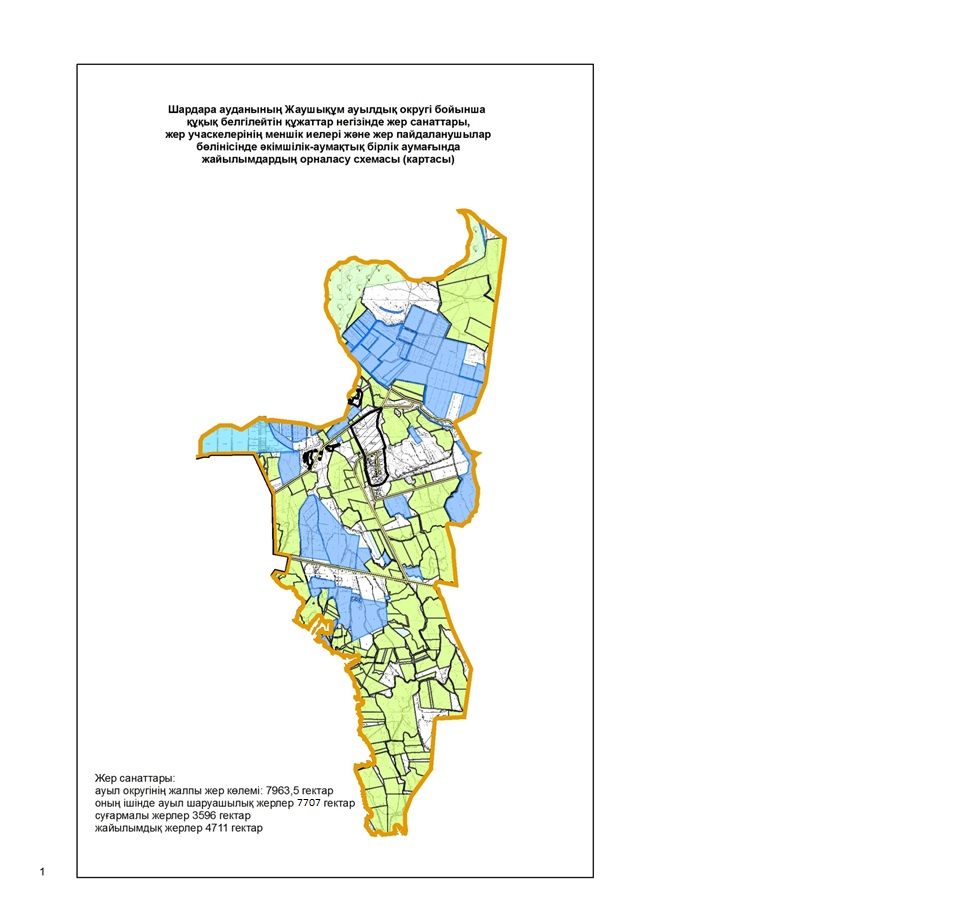 Шардара ауданының Жаушықұм ауылдық округі бойынша
құқық белгілейтін құжаттар негізінде жер санаттары,
жер учаскелерінің меншік иелері және жер пайдаланушылар
бөлінісінде әкімшілік-аумақтық бірлік аумағында
жайылымдардың орналасу схемасы (картасы)
Жер санаттары:
ауыл округінің жалпы жер көлемі: 7963,5 гектар
оның ішінде ауыл шаруашылық жерлер 7707 гектар
суғармалы жерлер 3596 гектар
жайылымдық жерлер 4711 гектар
1